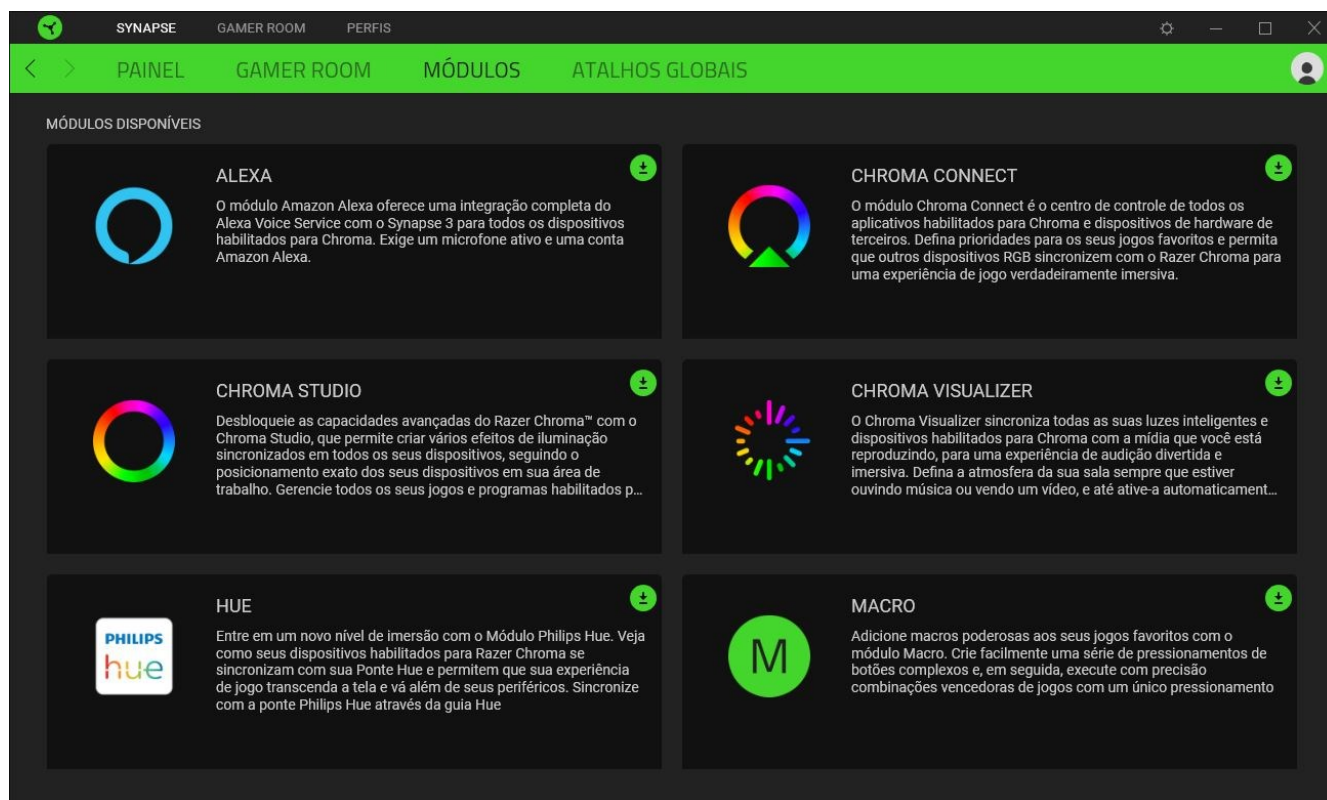 SYNAPSE GAMER ROOM PERFIS
PAINEL GAMER ROOM MÓDULOS ATALHOS GLOBAIS
MÓDULOS DISPONÍVEIS
ALEXA
O módulo Amazon Alexa oferece uma integração completa do
Alexa Voice Service com o Synapse 3 para todos os dispositivos
habilitados para Chroma. Exige um microfone ativo e uma conta
Amazon Alexa.
CHROMA CONNECT
O módulo Chroma Connect é o centro de controle de todos os
aplicativos habilitados para Chroma e dispositivos de hardware de
terceiros. Defina prioridades para os seus jogos favoritos e permita
que outros dispositivos RGB sincronizem com o Razer Chroma para
uma experiência de jogo verdadeiramente imersiva.
CHROMA STUDIO
Desbloqueie as capacidades avançadas do Razer Chroma™ com o
Chroma Studio, que permite criar vários efeitos de iluminação
sincronizados em todos os seus dispositivos, seguindo o
posicionamento exato dos seus dispositivos em sua área de
trabalho. Gerencie todos os seus jogos e programas habilitados p...
CHROMA VISUALIZER
O Chroma Visualizer sincroniza todas as suas luzes inteligentes e
dispositivos habilitados para Chroma com a mídia que você está
reproduzindo, para uma experiência de audição divertida e
imersiva. Defina a atmosfera da sua sala sempre que estiver
ouvindo música ou vendo um vídeo, e até ative-a automaticament...
PHILIPS
hue
HUE
Entre em um novo nível de imersão com o Módulo Philips Hue. Veja
como seus dispositivos habilitados para Razer Chroma se
sincronizam com sua Ponte Hue e permitem que sua experiência
de jogo transcenda a tela e vá além de seus periféricos. Sincronize
com a ponte Philips Hue através da guia Hue
M
MACRO
Adicione macros poderosas aos seus jogos favoritos com o
módulo Macro. Crie facilmente uma série de pressionamentos de
botões complexos e, em seguida, execute com precisão
combinações vencedoras de jogos com um único pressionamento